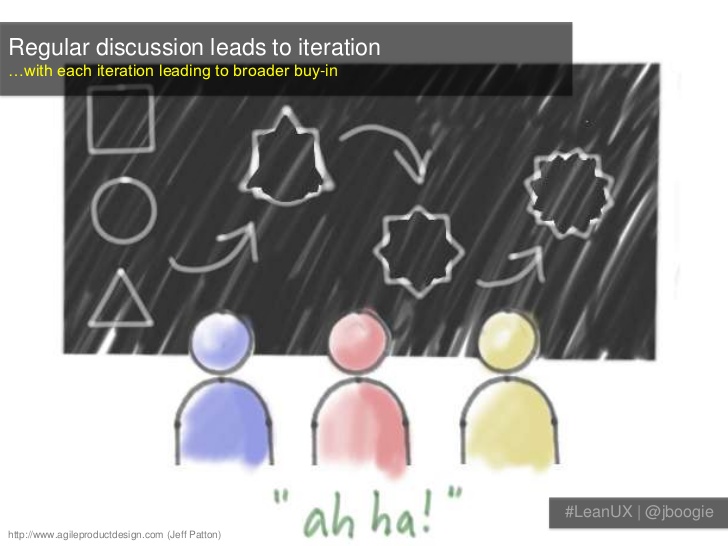 Regular discussion leads to iteration
…with each iteration leading to broader buy-in
"ah ha!"
#LeanUX | @jboogie
http://www.agileproductdesign.com (Jeff Patton)